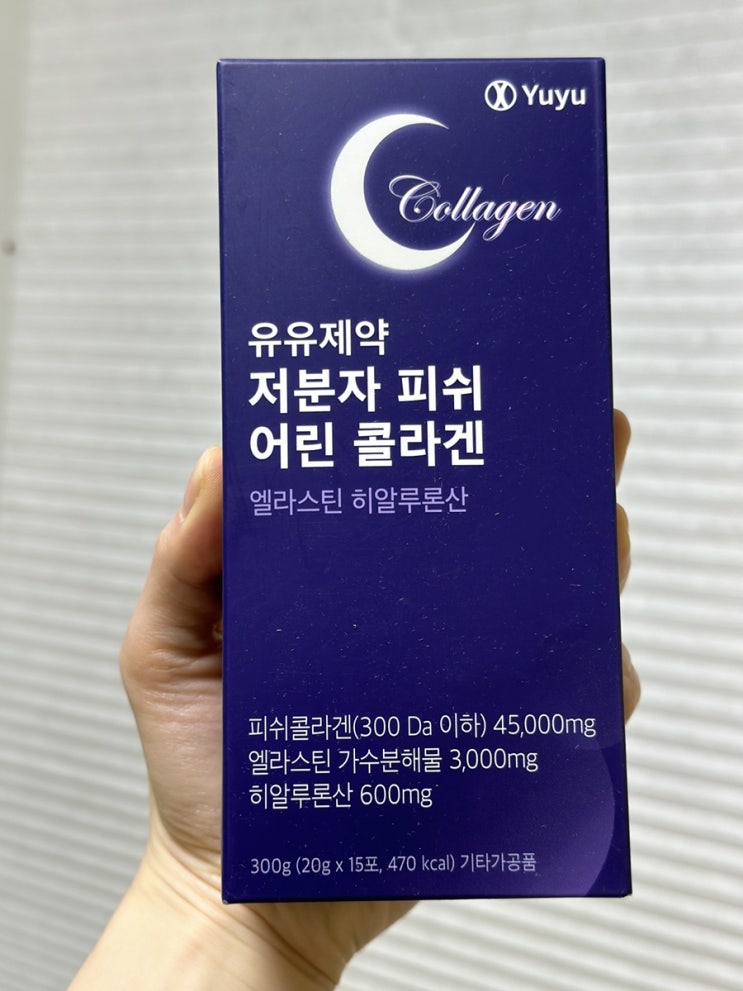 Yuyu
Collagen
유유제약
저분자 피쉬
어린 콜라겐
엘라스틴 히알루론산
피쉬콜라겐(300 Da 이하) 45,000mg
엘라스틴 가수분해물 3,000mg
히알루론산 600mg
300g (20g x 15포, 470 kcal) 기타가공품